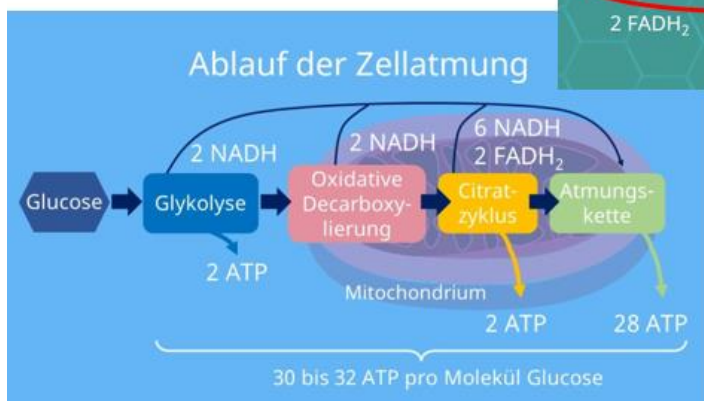 2 FADH₂
Ablauf der Zellatmung
2 NADH
2 NADH
6 NADH
2 FADH₂
Glucose
Glykolyse
Oxidative
Decarboxy-
lierung
Citrat-
zyklus
Atmungs-
kette
2 ATP
Mitochondrium
2 ATP
28 ATP
30 bis 32 ATP pro Molekül Glucose